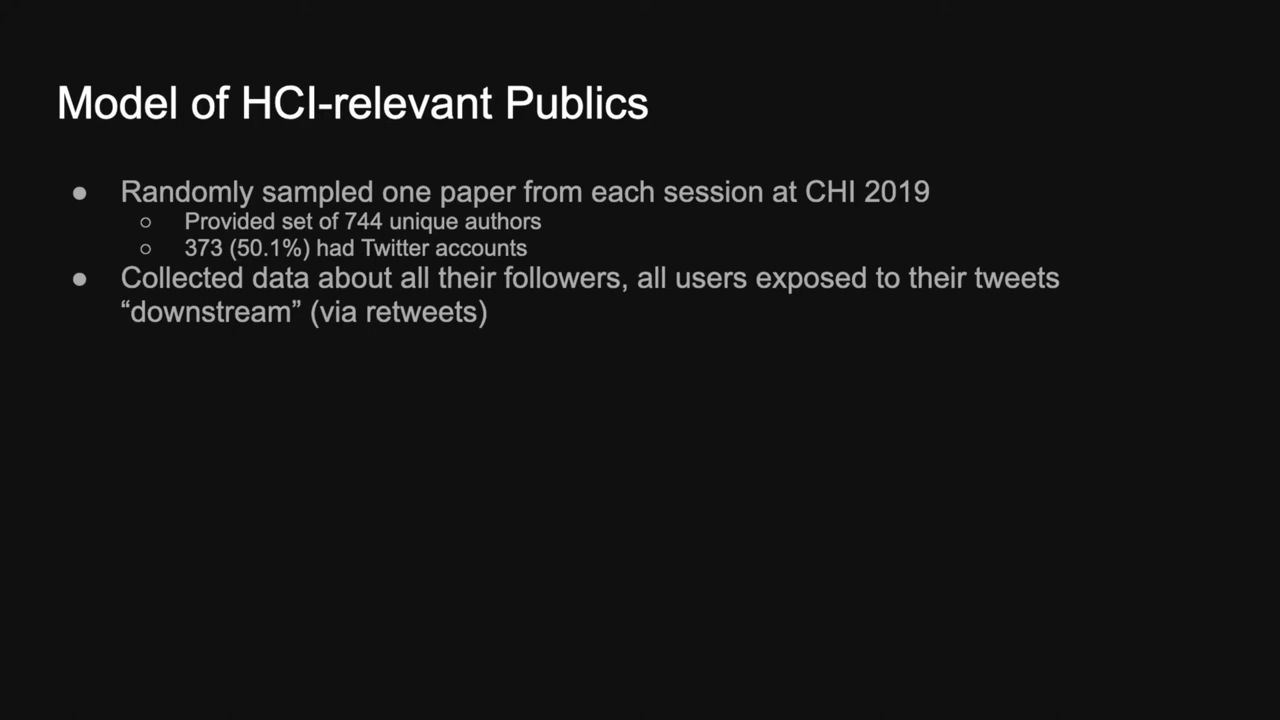 Model of HCI-relevant Publics
● Randomly sampled one paper from each session at CHI 2019
○ Provided set of 744 unique authors
○ 373 (50.1%) had Twitter accounts
● Collected data about all their followers, all users exposed to their tweets
“downstream” (via retweets)